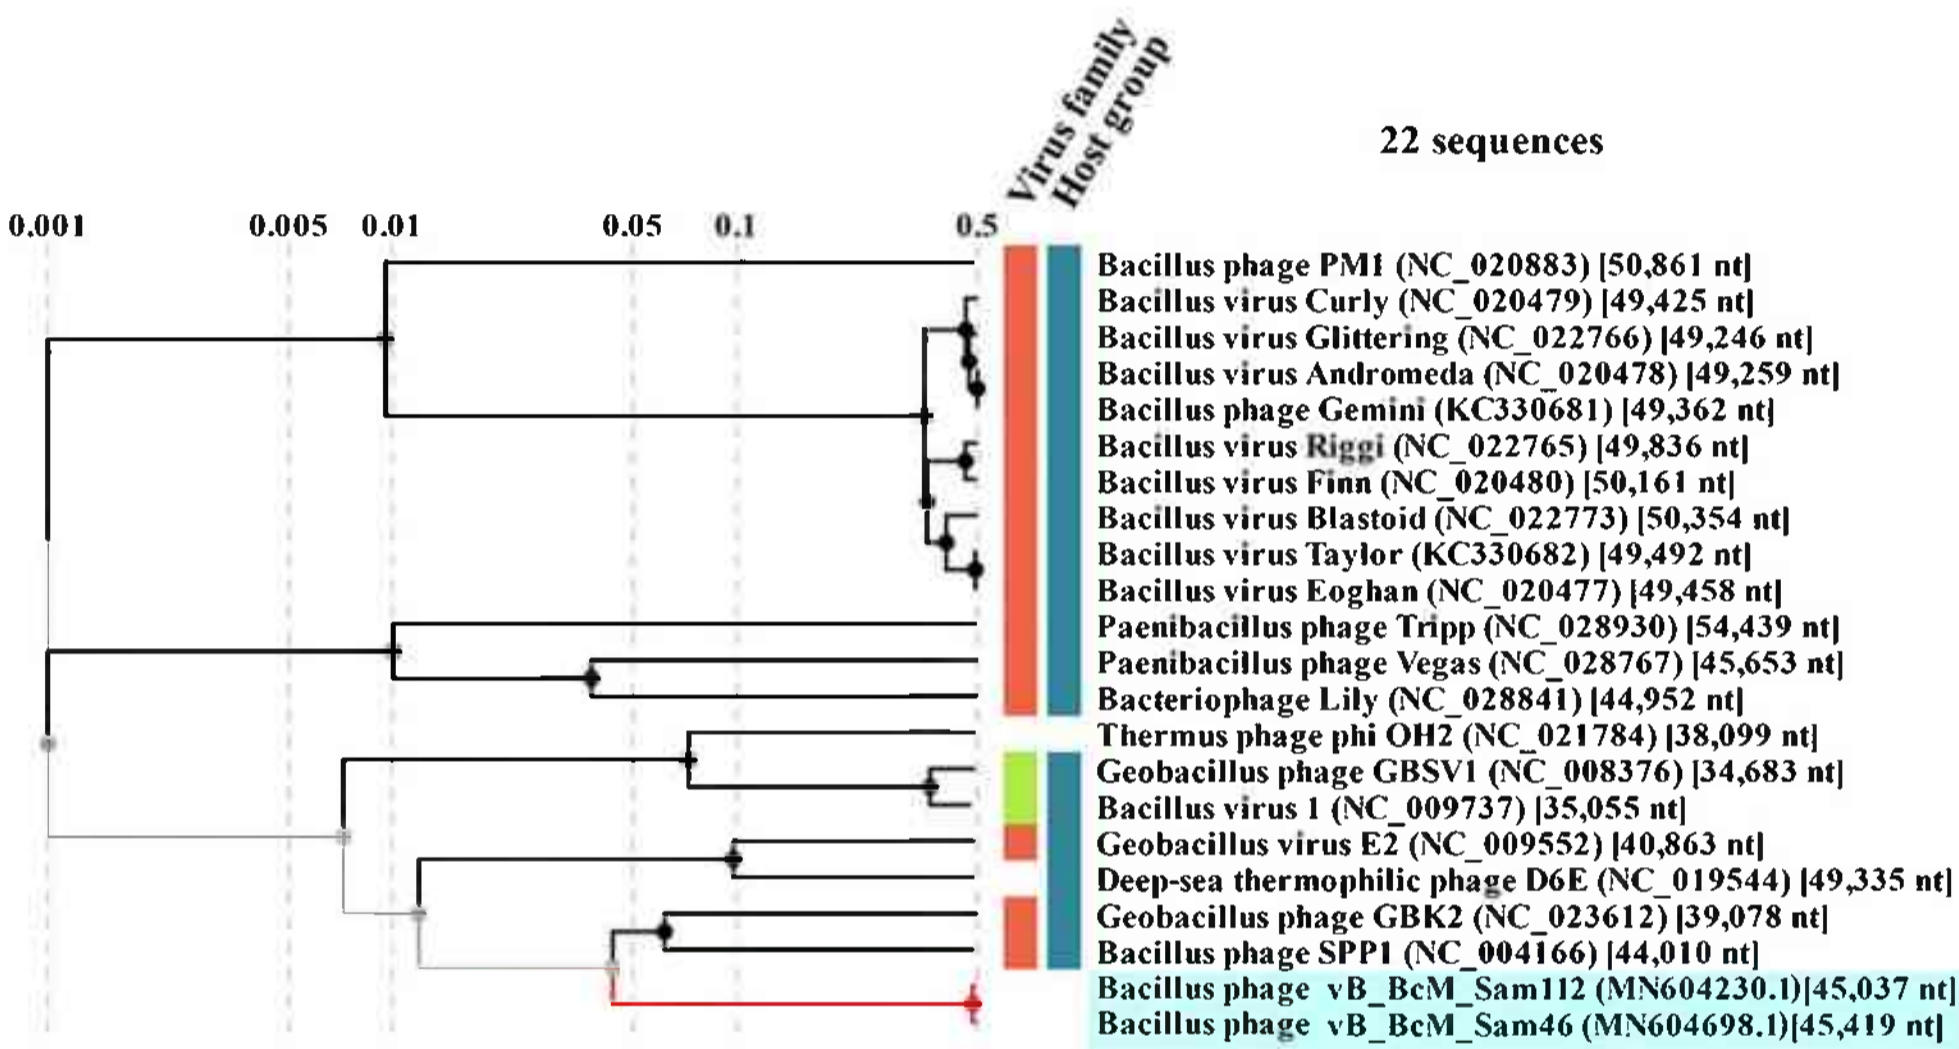 Virus family
Host group
22 sequences
0.001 0.005 0.01 0.05 0.1 0.5
Bacillus phage PM1 (NC_020883) [50,861 nt]
Bacillus virus Curly (NC_020479) [49,425 nt]
Bacillus virus Glittering (NC_022766) [49,246 nt]
Bacillus virus Andromeda (NC_020478) [49,259 nt]
Bacillus phage Gemini (KC330681) [49,362 nt]
Bacillus virus Riggi (NC_022765) [49,836 nt]
Bacillus virus Finn (NC_020480) [50,161 nt]
Bacillus virus Blastoid (NC_022773) [50,354 nt]
Bacillus virus Taylor (KC330682) [49,492 nt]
Bacillus virus Eoghan (NC_020477) [49,458 nt]
Paenibacillus phage Tripp (NC_028930) [54,439 nt]
Paenibacillus phage Vegas (NC_028767) [45,653 nt]
Bacteriophage Lily (NC_028841) [44,952 nt]
Thermus phage phi OH2 (NC_021784) [38,099 nt]
Geobacillus phage GBSV1 (NC_008376) [34,683 nt]
Bacillus virus 1 (NC_009737) [35,055 nt]
Geobacillus virus E2 (NC_009552) [40,863 nt]
Deep-sea thermophilic phage D6E (NC_019544) [49,335 nt]
Geobacillus phage GBK2 (NC_023612) [39,078 nt]
Bacillus phage SPP1 (NC_004166) [44,010 nt]
Bacillus phage vB_BcM_Sam112 (MN604230.1)[45,037 nt]
Bacillus phage vB_BcM_Sam46 (MN604698.1)[45,419 nt]